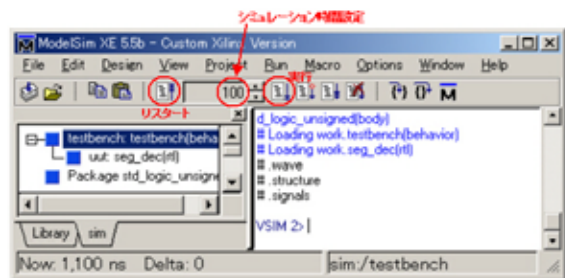 シミュレーション時間設定
ModelSim XE 5.5b - Custom Xilinx Version
File Edit Design View Project Run Macro Options Window Help
実行
100
リスタート
testbench: testbench(beha
uut: seg_dec(rtl)
Package std_logic_unsign
Library sim
d_logic_unsigned(body)
# Loading work.testbench(behavior)
# Loading work.seg_dec(rtl)
# .wave
# .structure
# .signals
VSIM 2>
Now: 1,100 ns Delta: 0
sim:/testbench